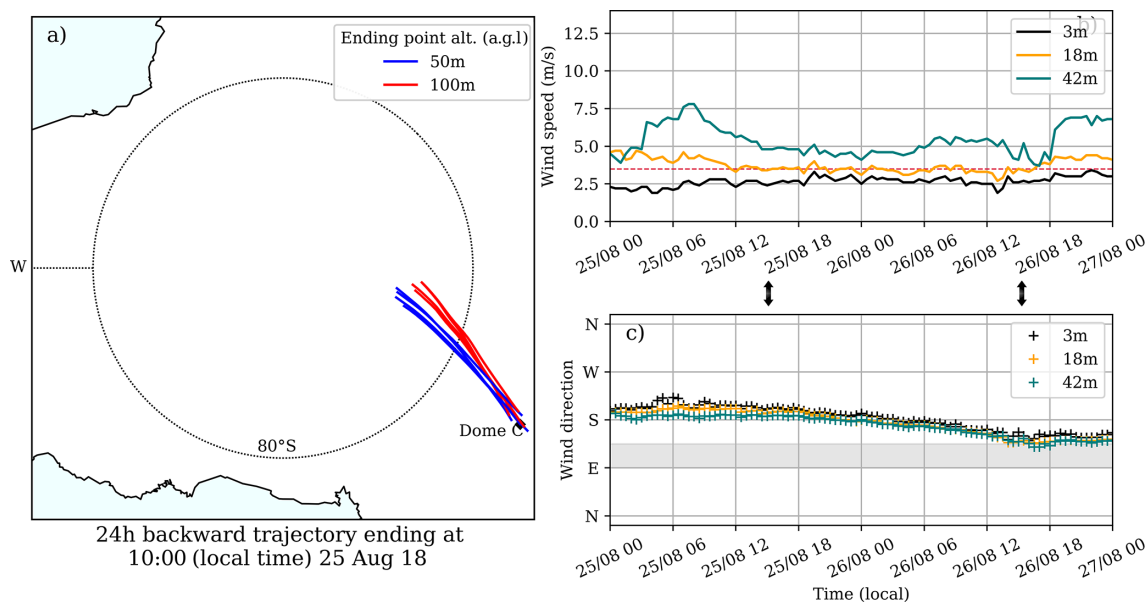 a)
Ending point alt. (a.g.l)
50m
100m
W
80°S
Dome C
24h backward trajectory ending at
10:00 (local time) 25 Aug 18
b)
3m
18m
42m
Wind speed (m/s)
12.5
10.0
7.5
5.0
2.5
0.0
25/08 00
25/08 06
25/08 12
25/08 18
26/08 00
26/08 06
26/08 12
26/08 18
27/08 00
c)
3m
18m
42m
Wind direction
N
W
S
E
N
25/08 00
25/08 06
25/08 12
25/08 18
26/08 00
26/08 06
26/08 12
26/08 18
27/08 00
Time (local)